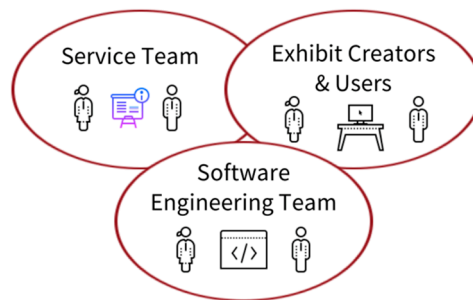 Service Team
Exhibit Creators
& Users
Software
Engineering Team
</>